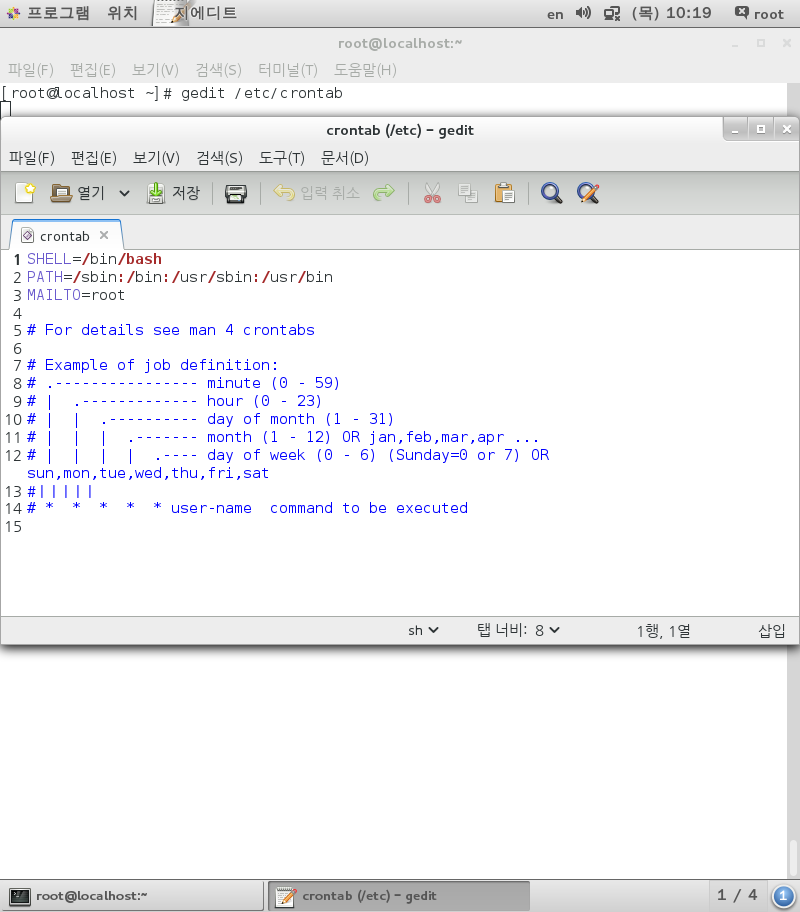 프로그램 위치 지에디트 en (목) 10:19 root
root@localhost:~
파일(F) 편집(E) 보기(V) 검색(S) 터미널(T) 도움말(H)
[root@localhost ~]# gedit /etc/crontab
crontab (/etc) - gedit
파일(F) 편집(E) 보기(V) 검색(S) 도구(T) 문서(D)
열기 저장 입력 취소
crontab
1 SHELL=/bin/bash
2 PATH=/sbin:/bin:/usr/sbin:/usr/bin
3 MAILTO=root
4
5 # For details see man 4 crontabs
6
7 # Example of job definition:
8 # .---------------- minute (0 - 59)
9 # |  .------------- hour (0 - 23)
10 # |  |  .---------- day of month (1 - 31)
11 # |  |  |  .------- month (1 - 12) OR jan,feb,mar,apr ...
12 # |  |  |  |  .---- day of week (0 - 6) (Sunday=0 or 7) OR
sun,mon,tue,wed,thu,fri,sat
13 #|||||
14 # *  *  *  *  * user-name  command to be executed
15
sh 탭 너비: 8 1행, 1열 삽입
root@localhost:~ crontab (/etc) - gedit 1 / 4 1